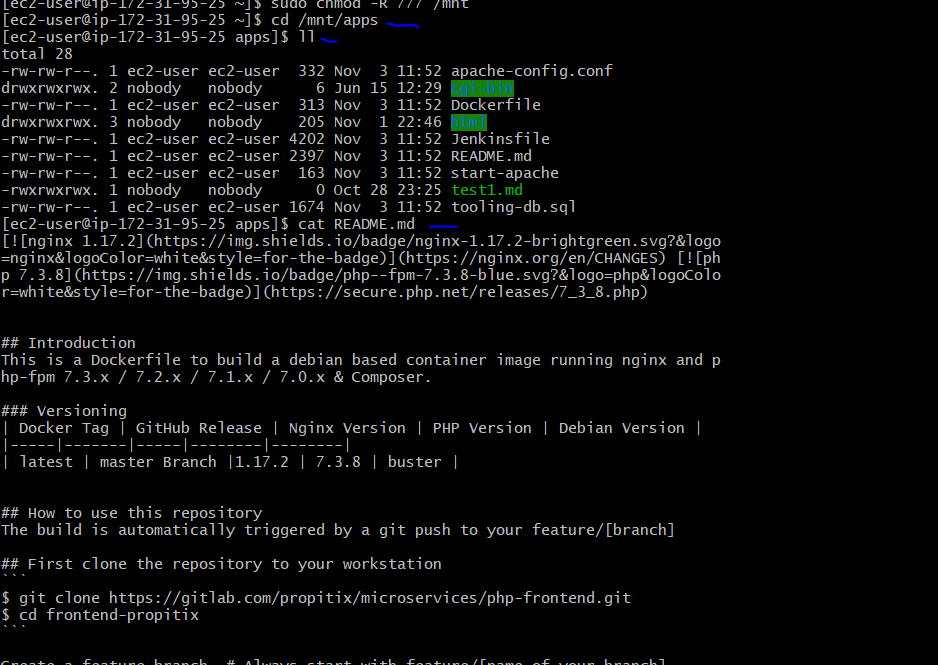 [ec2-user@ip-172-31-95-25 ~]$ sudo chmod -R 777 /mnt
[ec2-user@ip-172-31-95-25 ~]$ cd /mnt/apps
[ec2-user@ip-172-31-95-25 apps]$ ll
total 28
-rw-rw-r--. 1 ec2-user ec2-user  332 Nov  3 11:52 apache-config.conf
drwxrwxrwx. 2 nobody   nobody      6 Jun 15 12:29 cgi-bin
-rw-rw-r--. 1 ec2-user ec2-user  313 Nov  3 11:52 Dockerfile
drwxrwxrwx. 3 nobody   nobody    205 Nov  1 22:46 html
-rw-rw-r--. 1 ec2-user ec2-user 4202 Nov  3 11:52 Jenkinsfile
-rw-rw-r--. 1 ec2-user ec2-user 2397 Nov  3 11:52 README.md
-rw-rw-r--. 1 ec2-user ec2-user  163 Nov  3 11:52 start-apache
-rwxrwxrwx. 1 nobody   nobody      0 Oct 28 23:25 test1.md
-rw-rw-r--. 1 ec2-user ec2-user 1674 Nov  3 11:52 tooling-db.sql
[ec2-user@ip-172-31-95-25 apps]$ cat README.md
[![nginx 1.17.2](https://img.shields.io/badge/nginx-1.17.2-brightgreen.svg?&logo
=nginx&logoColor=white&style=for-the-badge)](https://nginx.org/en/CHANGES) [![ph
p 7.3.8](https://img.shields.io/badge/php--fpm-7.3.8-blue.svg?&logo=php&logoColo
r=white&style=for-the-badge)](https://secure.php.net/releases/7_3_8.php)
## Introduction
This is a Dockerfile to build a debian based container image running nginx and p
hp-fpm 7.3.x / 7.2.x / 7.1.x / 7.0.x & Composer.
### Versioning
| Docker Tag | GitHub Release | Nginx Version | PHP Version | Debian Version |
|-----|-------|-----|--------|--------|
| latest | master Branch |1.17.2 | 7.3.8 | buster |
## How to use this repository
The build is automatically triggered by a git push to your feature/[branch]
## First clone the repository to your workstation
```
$ git clone https://gitlab.com/propitix/microservices/php-frontend.git
$ cd frontend-propitix
```
Create a feature branch  # Always start with feature/[name of your branch]